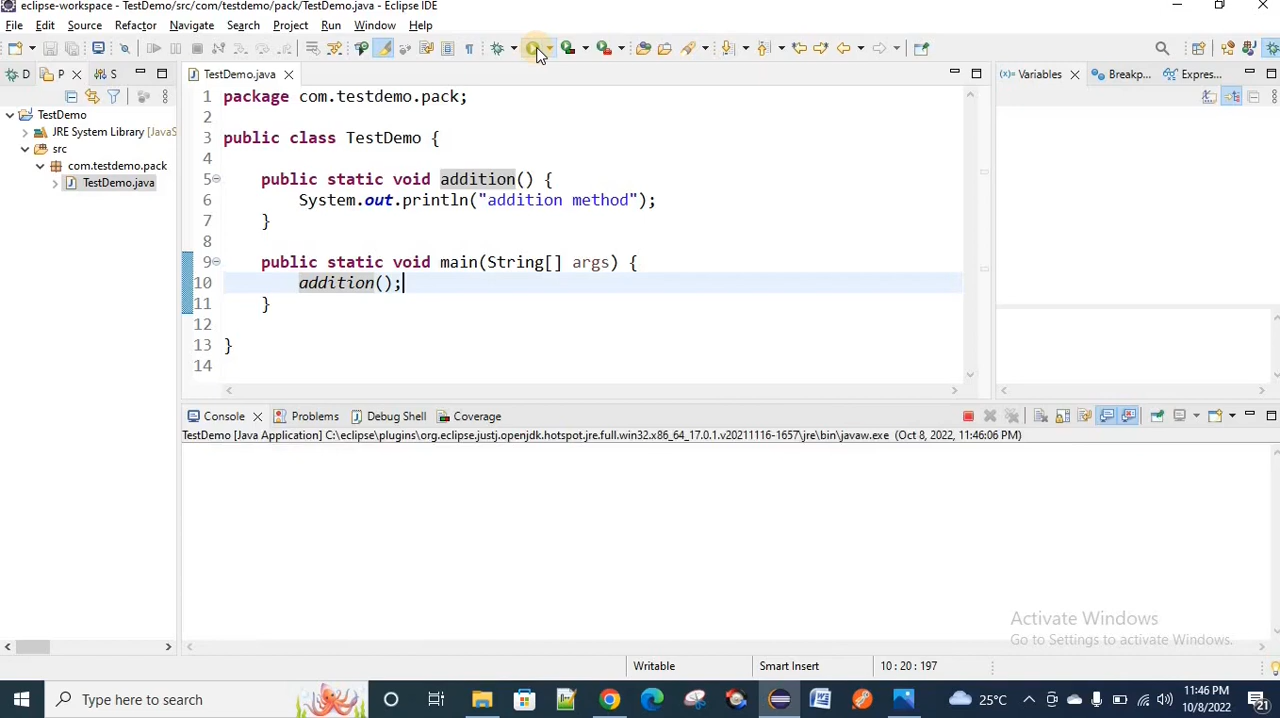 eclipse-workspace - TestDemo/src/com/testdemo/pack/TestDemo.java - Eclipse IDE
File Edit Source Refactor Navigate Search Project Run Window Help
D P S
TestDemo.java
Variables Breakp... Expres...
TestDemo
JRE System Library [JavaS
src
com.testdemo.pack
TestDemo.java
1 package com.testdemo.pack;
2
3 public class TestDemo {
4
5 public static void addition() {
6 System.out.println("addition method");
7 }
8
9 public static void main(String[] args) {
10 addition();
11 }
12
13 }
14
Console Problems Debug Shell Coverage
TestDemo [Java Application] C:\eclipse\plugins\org.eclipse.justj.openjdk.hotspot.jre.full.win32.x86_64_17.0.1.v20211116-1657\jre\bin\javaw.exe (Oct 8, 2022, 11:46:06 PM)
Activate Windows
Go to Settings to activate Windows.
Writable Smart Insert 10 : 20 : 197
Type here to search
25°C
11:46 PM
10/8/2022
21